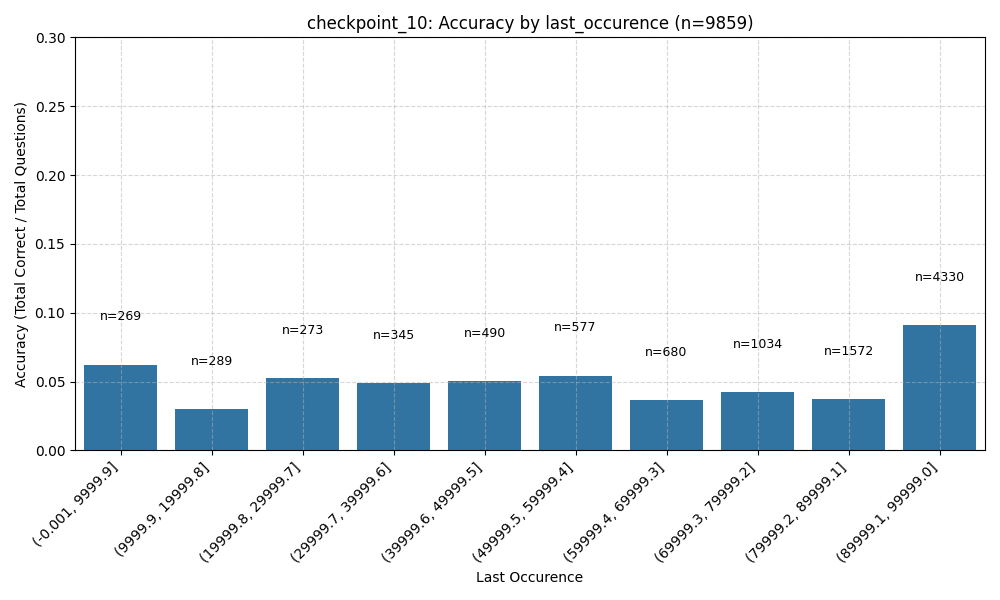 checkpoint_10: Accuracy by last_occurence (n=9859)
Accuracy (Total Correct / Total Questions)
0.30
0.25
0.20
0.15
0.10
0.05
0.00
n=269
n=289
n=273
n=345
n=490
n=577
n=680
n=1034
n=1572
n=4330
(-0.001, 9999.9]
(9999.9, 19999.8]
(19999.8, 29999.7]
(29999.7, 39999.6]
(39999.6, 49999.5]
(49999.5, 59999.4]
(59999.4, 69999.3]
(69999.3, 79999.2]
(79999.2, 89999.1]
(89999.1, 99999.0]
Last Occurence